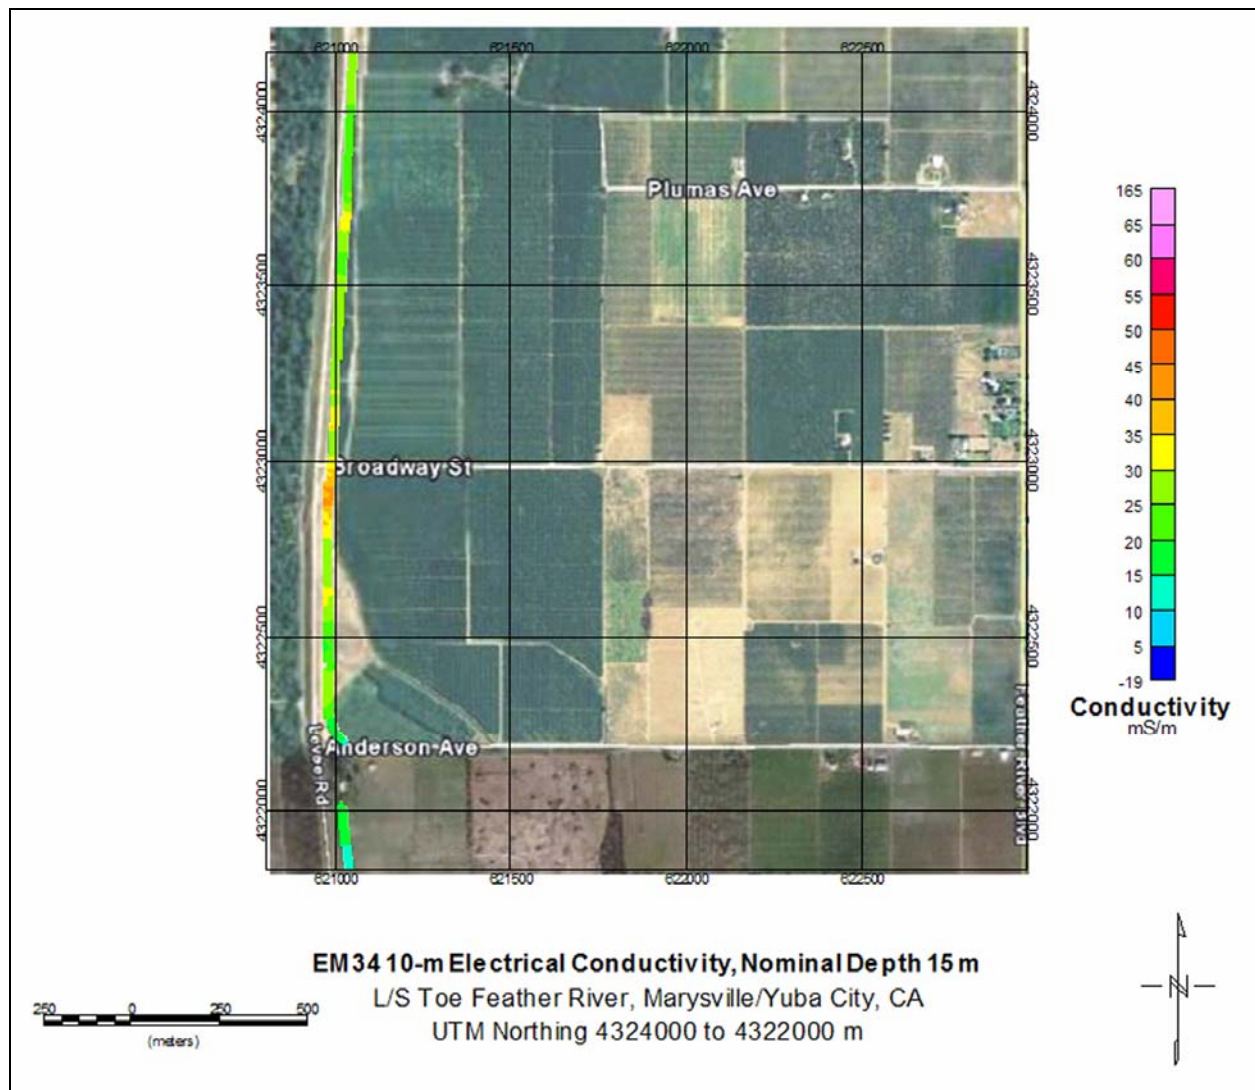 621000 621500 622000 622500
4324000 4324000
Plumas Ave
4323500 4323500
Broadway St
4323000 4323000
4322500 4322500
Levee Rd
Anderson Ave
Feather River Blvd
4322000 4322000
621000 621500 622000 622500
165
65
60
55
50
45
40
35
30
25
20
15
10
5
-19
Conductivity
mS/m
EM34 10-m Electrical Conductivity, Nominal Depth 15 m
L/S Toe Feather River, Marysville/Yuba City, CA
UTM Northing 4324000 to 4322000 m
250 0 250 500
(meters)
N